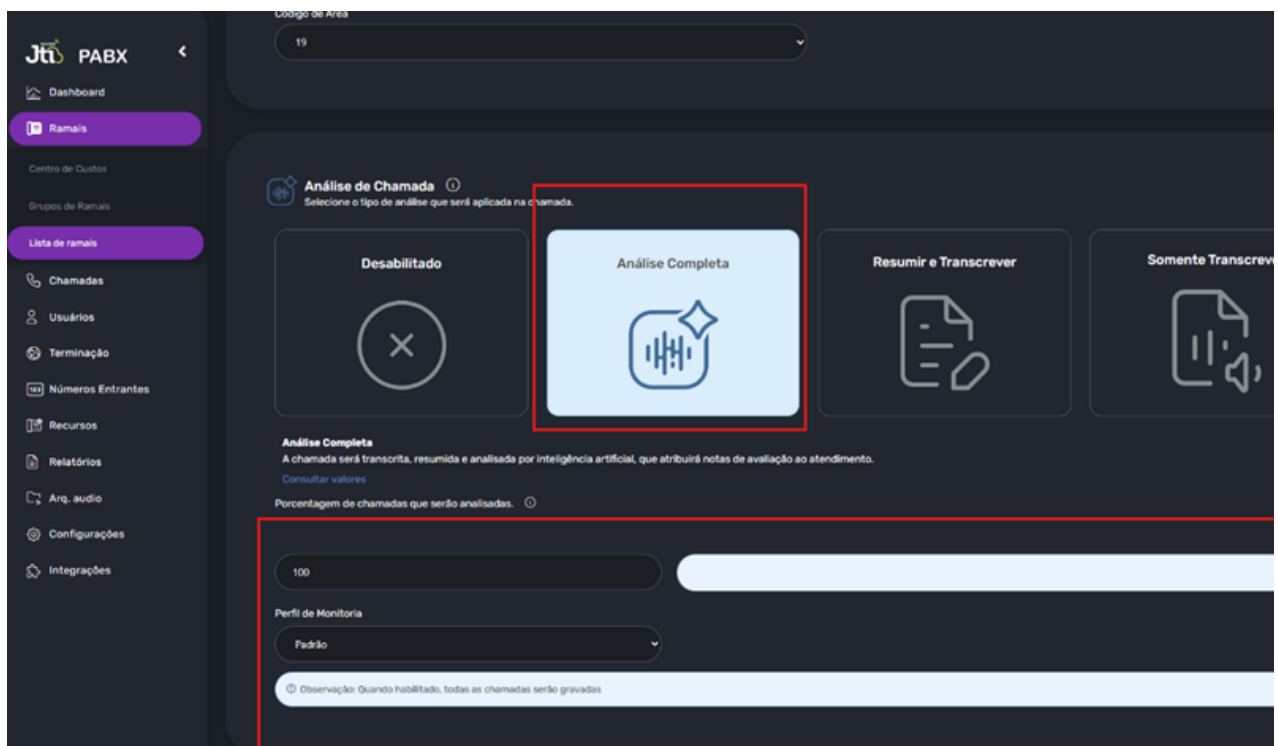 Código de Área
19
Jti PABX
Dashboard
Ramais
Centro de Custos
Grupos de Ramais
Lista de ramais
Chamadas
Usuários
Terminação
123 Números Entrantes
Recursos
Relatórios
Arq. audio
Configurações
Integrações
Análise de Chamada
Selecione o tipo de análise que será aplicada na chamada.
Desabilitado
Análise Completa
Resumir e Transcrever
Somente Transcrev
Análise Completa
A chamada será transcrita, resumida e analisada por inteligência artificial, que atribuirá notas de avaliação ao atendimento.
Consultar valores
Porcentagem de chamadas que serão analisadas.
100
Perfil de Monitoria
Padrão
Observação: Quando habilitado, todas as chamadas serão gravadas